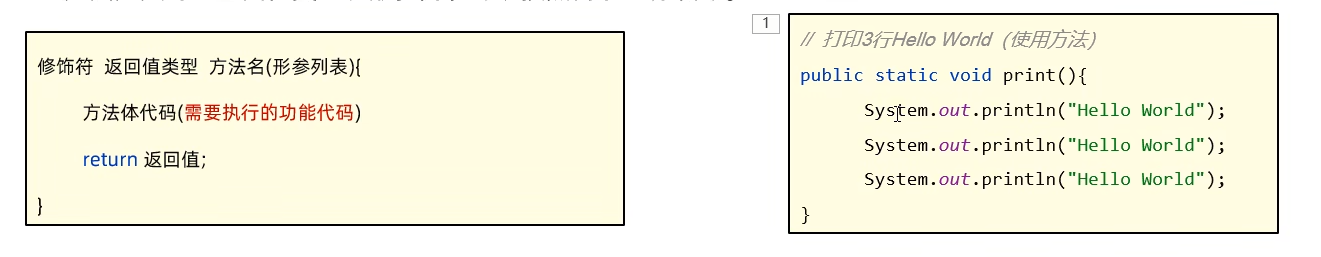 修饰符 返回值类型 方法名(形参列表){
方法体代码(需要执行的功能代码)
return 返回值;
}
1
// 打印3行Hello World（使用方法）
public static void print(){
System.out.println("Hello World");
System.out.println("Hello World");
System.out.println("Hello World");
}